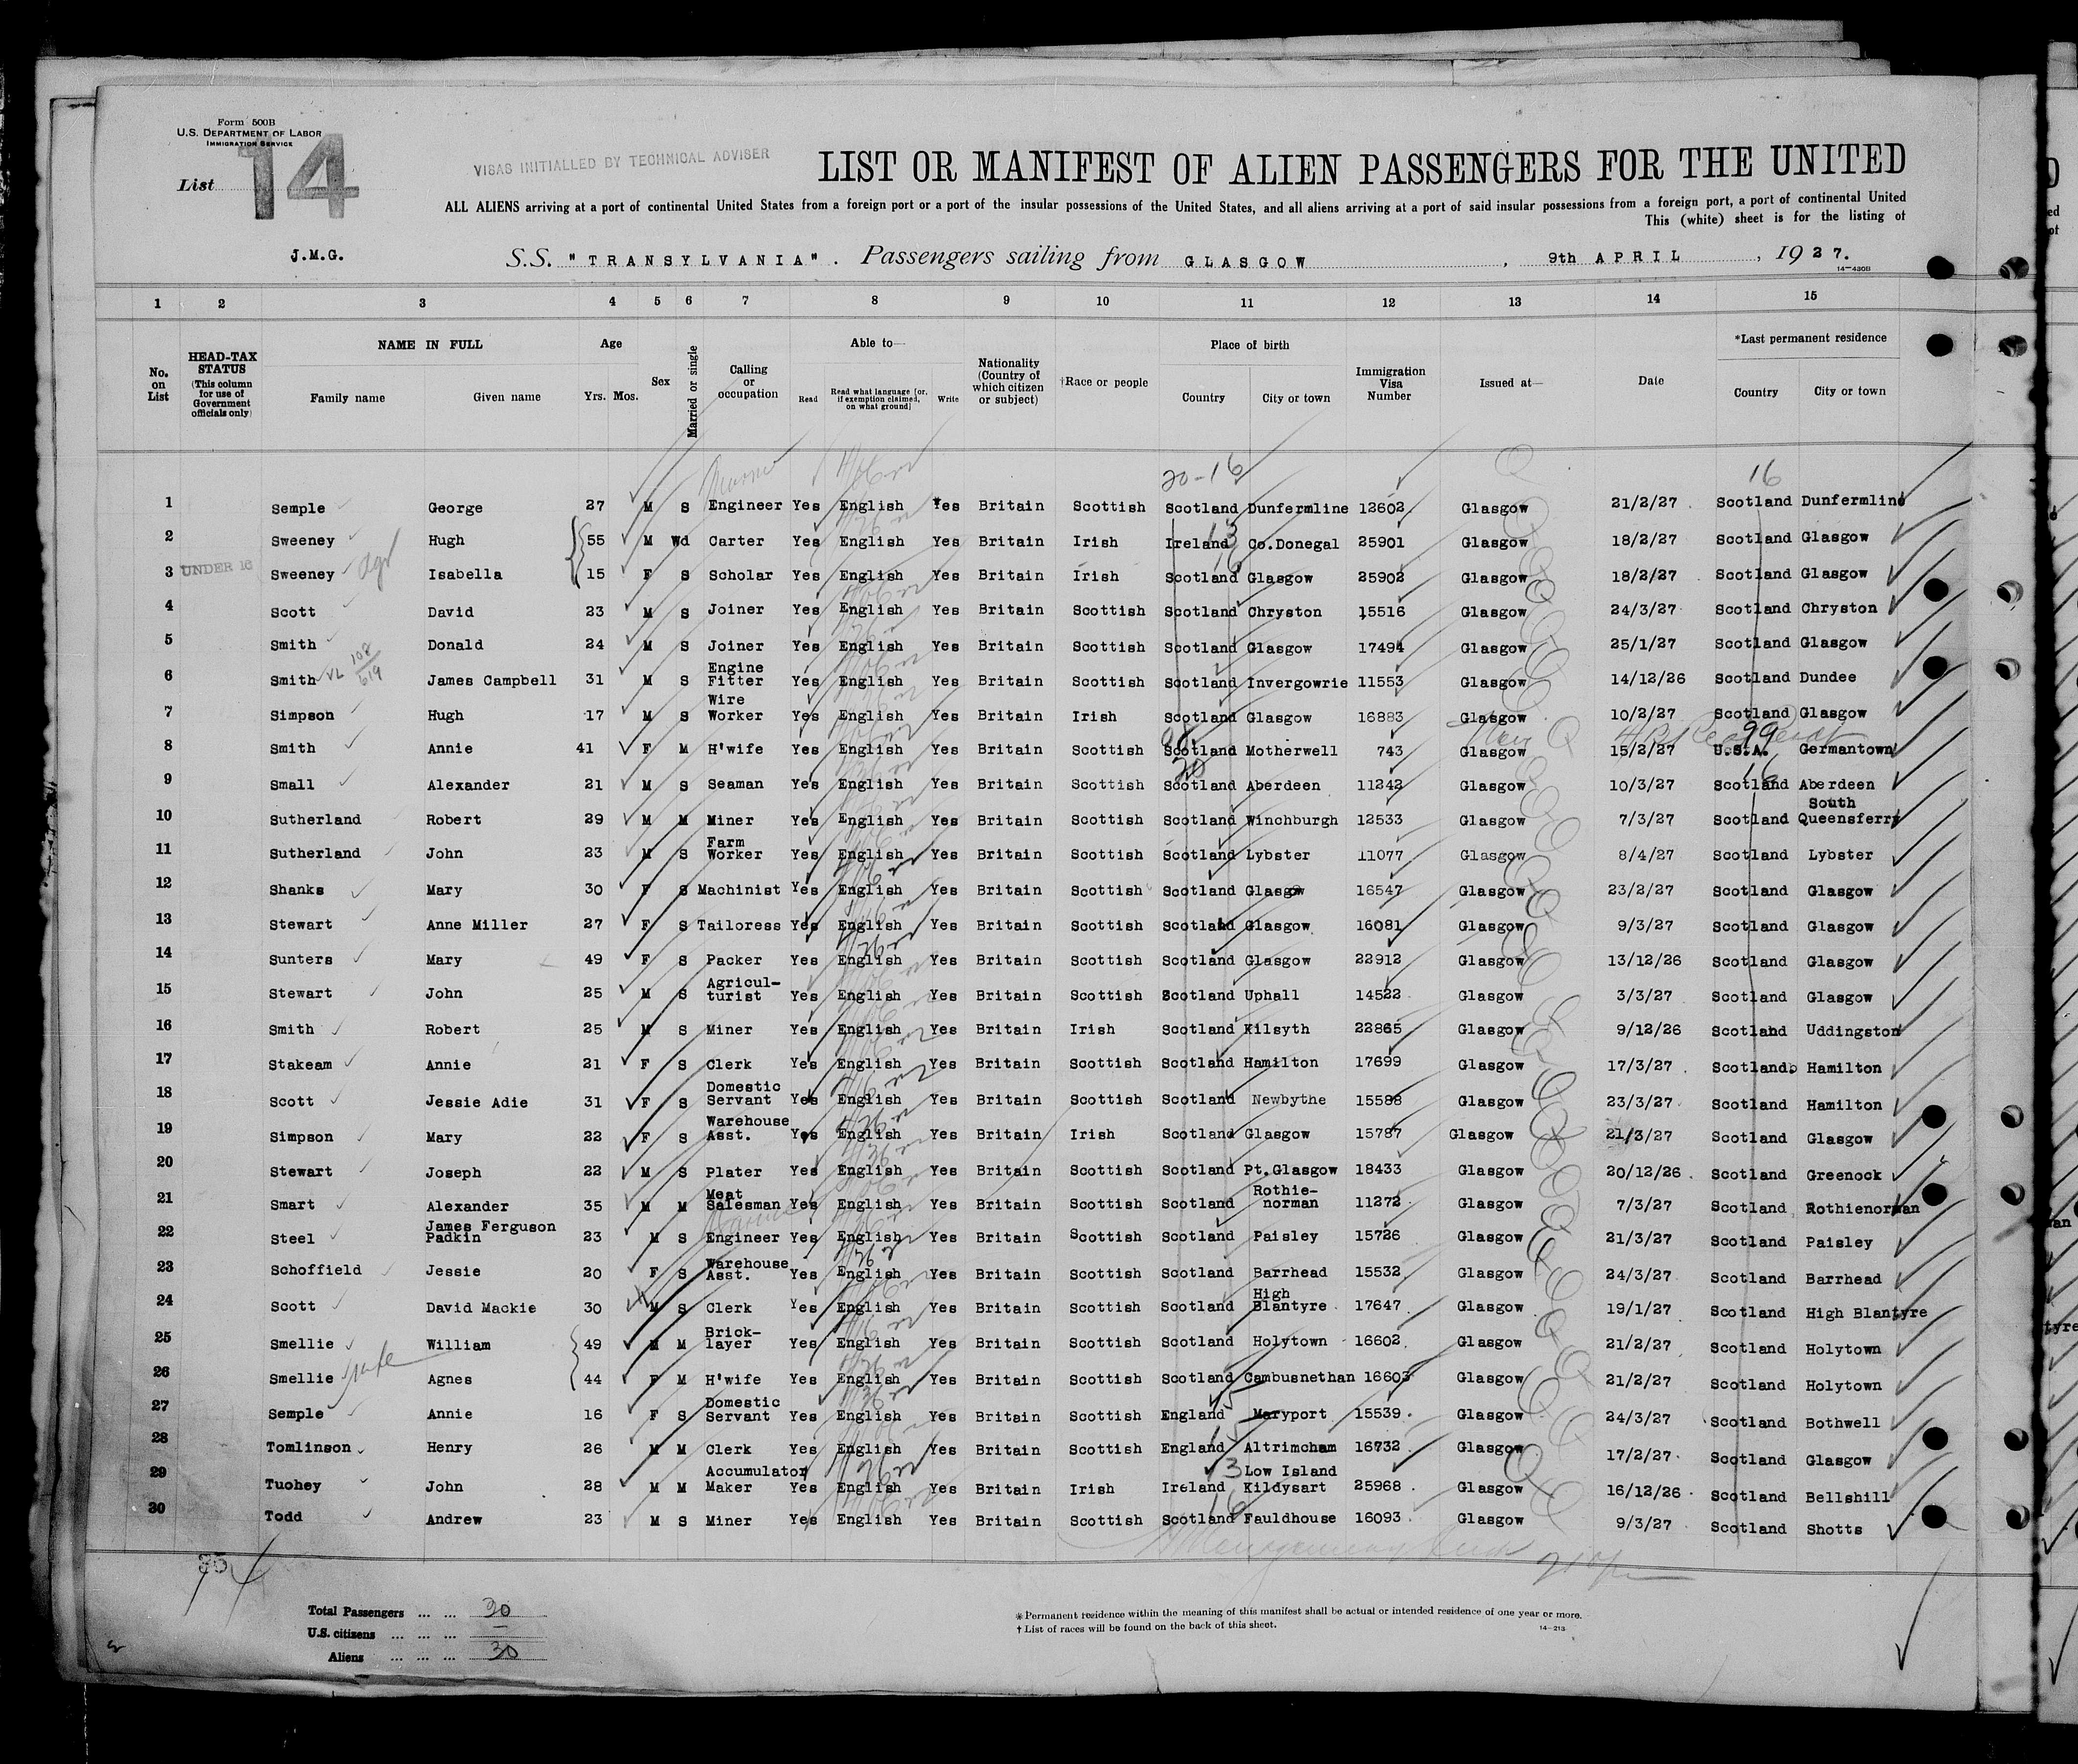 Form 500B
U.S. DEPARTMENT OF LABOR
IMMIGRATION SERVICE
List 14
VISAS INITIALLED BY TECHNICAL ADVISER
LIST OR MANIFEST OF ALIEN PASSENGERS FOR THE UNITED
ALL ALIENS arriving at a port of continental United States from a foreign port or a port of the insular possessions of the United States, and all aliens arriving at a port of said insular possessions from a foreign port, a port of continental United
This (white) sheet is for the listing of
J.M.G.
S.S. "TRANSYLVANIA". Passengers sailing from GLASGOW, 9th APRIL, 1927.
14-430B
1 2 3 4 5 6 7 8 9 10 11 12 13 14 15
No. on List
HEAD-TAX STATUS (This column for use of Government officials only)
NAME IN FULL
Family name Given name
Age
Yrs. Mos.
Sex
Married or single
Calling or occupation
Able to—
Read Read what language [or, if exemption claimed, on what ground] Write
Nationality (Country of which citizen or subject)
†Race or people
Place of birth
Country City or town
Immigration Visa Number
Issued at—
Date
*Last permanent residence
Country City or town
20-16 16
1 Semple George 27 M S Engineer Yes English Yes Britain Scottish Scotland Dunfermline 12602 Glasgow 21/2/27 Scotland Dunfermline
2 Sweeney Hugh 55 M Wd Carter Yes English Yes Britain Irish Ireland 13 Co.Donegal 25901 Glasgow 18/2/27 Scotland Glasgow
3 UNDER 16 Sweeney Isabella 15 F S Scholar Yes English Yes Britain Irish Scotland 16 Glasgow 25902 Glasgow 18/2/27 Scotland Glasgow
4 Scott David 23 M S Joiner Yes English Yes Britain Scottish Scotland Chryston 15516 Glasgow 24/3/27 Scotland Chryston
5 Smith Donald 24 M S Joiner Yes English Yes Britain Scottish Scotland Glasgow 17494 Glasgow 25/1/27 Scotland Glasgow
6 Smith VL 108/619 James Campbell 31 M S Engine Fitter Yes English Yes Britain Scottish Scotland Invergowrie 11553 Glasgow 14/12/26 Scotland Dundee
7 Simpson Hugh 17 M S Wire Worker Yes English Yes Britain Irish Scotland Glasgow 16883 Glasgow 10/2/27 Scotland Glasgow
8 Smith Annie 41 F M H'wife Yes English Yes Britain Scottish Scotland Motherwell 743 Glasgow 15/2/27 U.S.A. 99 Germantown
9 Small Alexander 21 M S Seaman Yes English Yes Britain Scottish 20 Scotland Aberdeen 11242 Glasgow 10/3/27 16 Scotland Aberdeen
10 Sutherland Robert 29 M M Miner Yes English Yes Britain Scottish Scotland Winchburgh 12533 Glasgow 7/3/27 Scotland South Queensferry
11 Sutherland John 23 M S Farm Worker Yes English Yes Britain Scottish Scotland Lybster 11077 Glasgow 8/4/27 Scotland Lybster
12 Shanks Mary 30 F S Machinist Yes English Yes Britain Scottish Scotland Glasgow 16547 Glasgow 23/2/27 Scotland Glasgow
13 Stewart Anne Miller 27 F S Tailoress Yes English Yes Britain Scottish Scotland Glasgow 16081 Glasgow 9/3/27 Scotland Glasgow
14 Sunters Mary 49 F S Packer Yes English Yes Britain Scottish Scotland Glasgow 22912 Glasgow 13/12/26 Scotland Glasgow
15 Stewart John 25 M S Agricul-turist Yes English Yes Britain Scottish Scotland Uphall 14522 Glasgow 3/3/27 Scotland Glasgow
16 Smith Robert 25 M S Miner Yes English Yes Britain Irish Scotland Kilsyth 22865 Glasgow 9/12/26 Scotland Uddingston
17 Stakeam Annie 21 F S Clerk Yes English Yes Britain Scottish Scotland Hamilton 17699 Glasgow 17/3/27 Scotland Hamilton
18 Scott Jessie Adie 31 F S Domestic Servant Yes English Yes Britain Scottish Scotland Newbythe 15588 Glasgow 23/3/27 Scotland Hamilton
19 Simpson Mary 22 F S Warehouse Asst. Yes English Yes Britain Irish Scotland Glasgow 15787 Glasgow 21/3/27 Scotland Glasgow
20 Stewart Joseph 22 M S Plater Yes English Yes Britain Scottish Scotland Pt.Glasgow 18433 Glasgow 20/12/26 Scotland Greenock
21 Smart Alexander 35 M M Meat Salesman Yes English Yes Britain Scottish Scotland Rothie-norman 11272 Glasgow 7/3/27 Scotland Rothienorman
22 Steel James Ferguson Padkin 23 M S Engineer Yes English Yes Britain Scottish Scotland Paisley 15726 Glasgow 21/3/27 Scotland Paisley
23 Schoffield Jessie 20 F S Warehouse Asst. Yes English Yes Britain Scottish Scotland Barrhead 15532 Glasgow 24/3/27 Scotland Barrhead
24 Scott David Mackie 30 M S Clerk Yes English Yes Britain Scottish Scotland High Blantyre 17647 Glasgow 19/1/27 Scotland High Blantyre
25 Smellie William 49 M M Brick-layer Yes English Yes Britain Scottish Scotland Holytown 16602 Glasgow 21/2/27 Scotland Holytown
26 Smellie wife Agnes 44 F M H'wife Yes English Yes Britain Scottish Scotland Cambusnethan 16603 Glasgow 21/2/27 Scotland Holytown
27 Semple Annie 16 F S Domestic Servant Yes English Yes Britain Scottish England Maryport 15539 Glasgow 24/3/27 Scotland Bothwell
28 Tomlinson Henry 26 M M Clerk Yes English Yes Britain Scottish England Altrimcham 16732 Glasgow 17/2/27 Scotland Glasgow
29 Tuohey John 28 M M Accumulator Maker Yes English Yes Britain Irish Ireland Low Island Kildysart 25968 Glasgow 16/12/26 Scotland Bellshill
30 Todd Andrew 23 M S Miner Yes English Yes Britain Scottish Scotland 16 Fauldhouse 16093 Glasgow 9/3/27 Scotland Shotts
Total Passengers ... ... 30
U.S. citizens ... ... ... —
Aliens ... ... ... 30
* Permanent residence within the meaning of this manifest shall be actual or intended residence of one year or more.
† List of races will be found on the back of this sheet.
14-213